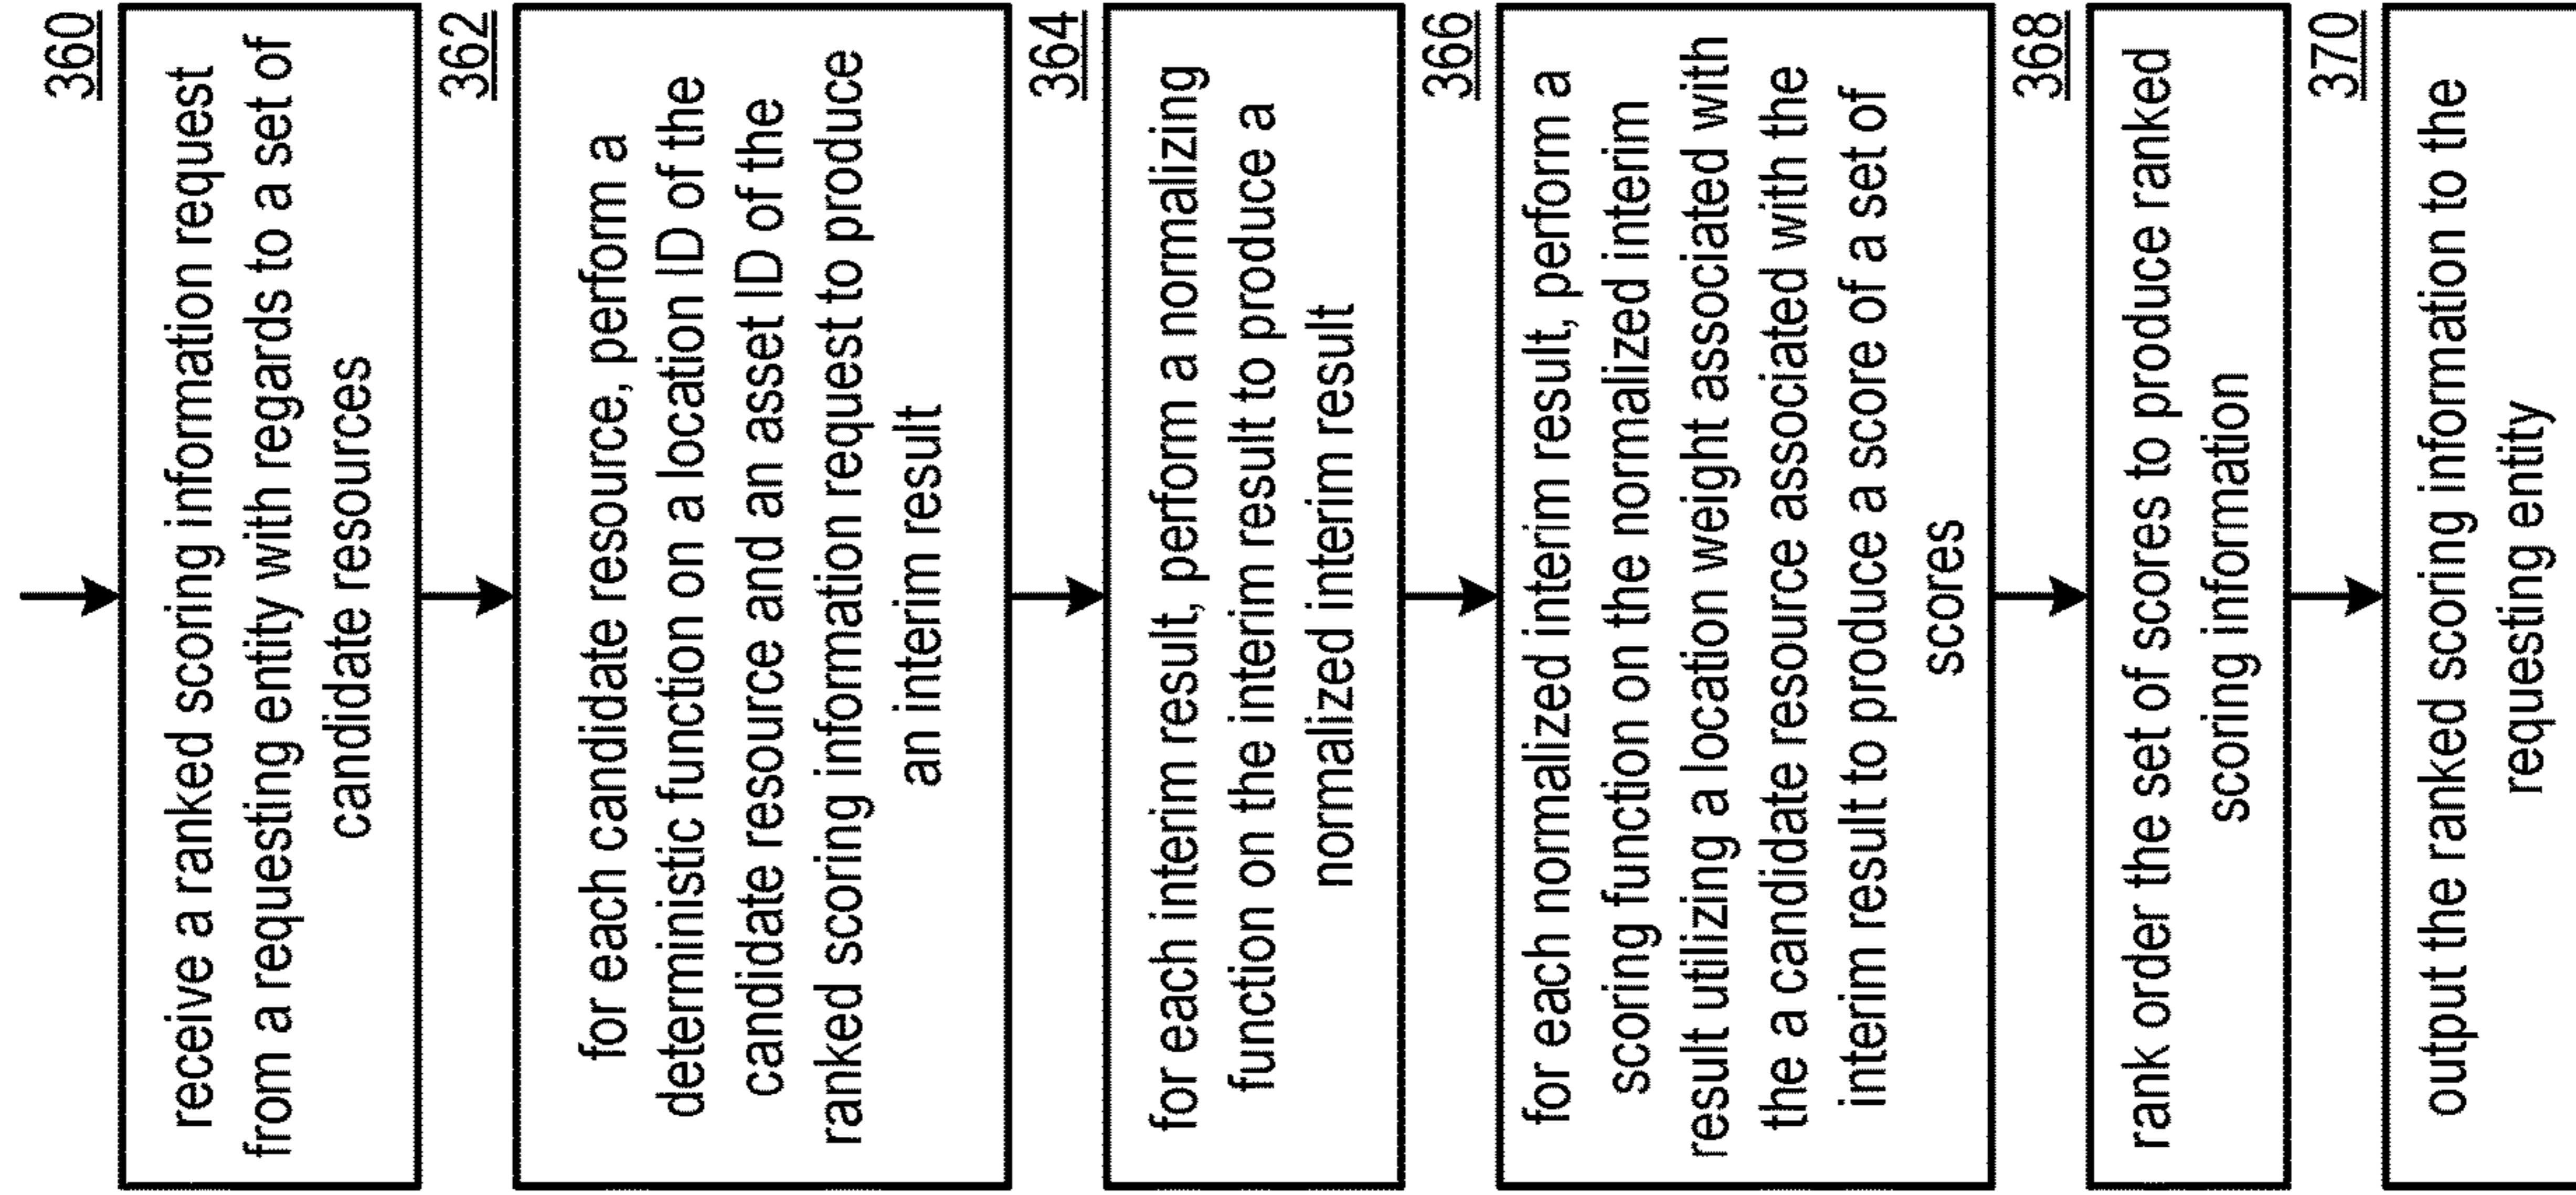 360
receive a ranked scoring information request
from a requesting entity with regards to a set of
candidate resources
362
for each candidate resource, perform a
deterministic function on a location ID of the
candidate resource and an asset ID of the
ranked scoring information request to produce
an interim result
364
for each interim result, perform a normalizing
function on the interim result to produce a
normalized interim result
366
for each normalized interim result, perform a
scoring function on the normalized interim
result utilizing a location weight associated with
the a candidate resource associated with the
interim result to produce a score of a set of
scores
368
rank order the set of scores to produce ranked
scoring information
370
output the ranked scoring information to the
requesting entity